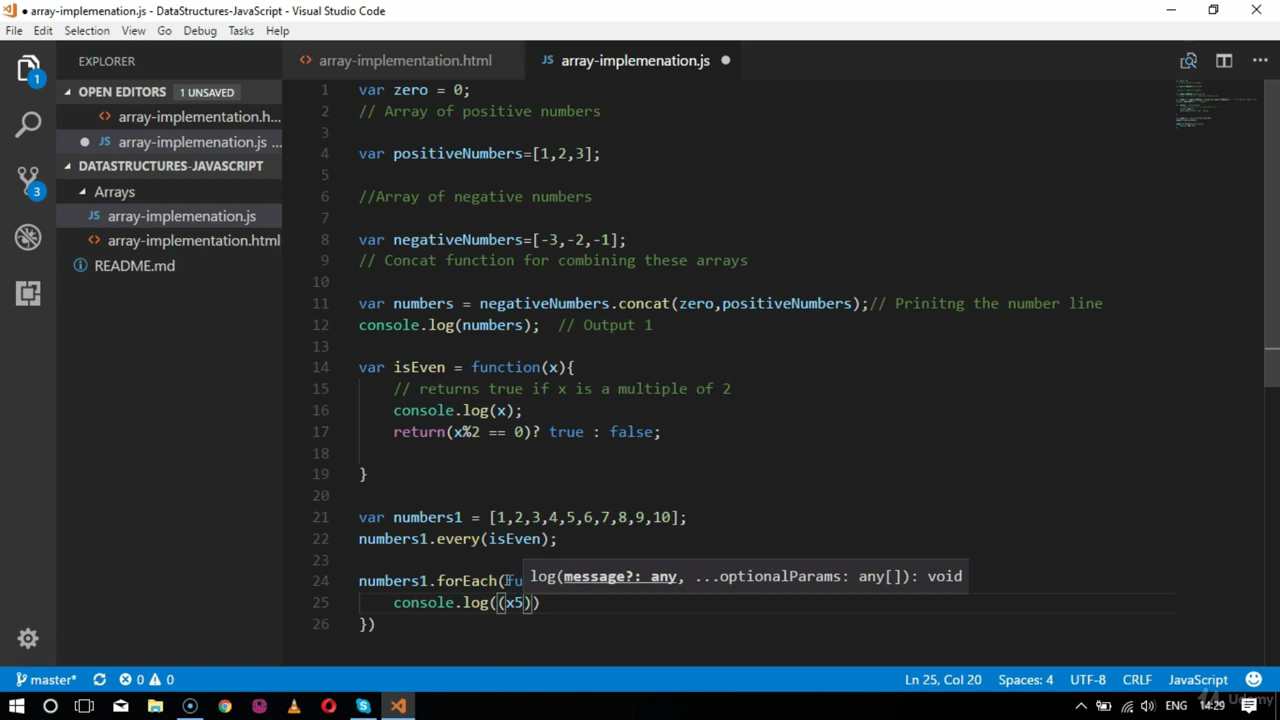 array-implemenation.js - DataStructures-JavaScript - Visual Studio Code
File Edit Selection View Go Debug Tasks Help
EXPLORER
OPEN EDITORS 1 UNSAVED
array-implementation.h...
JS array-implemenation.js ...
DATASTRUCTURES-JAVASCRIPT
Arrays
JS array-implemenation.js
array-implementation.html
README.md
1
3
array-implementation.html JS array-implemenation.js
1 var zero = 0;
2 // Array of positive numbers
3
4 var positiveNumbers=[1,2,3];
5
6 //Array of negative numbers
7
8 var negativeNumbers=[-3,-2,-1];
9 // Concat function for combining these arrays
10
11 var numbers = negativeNumbers.concat(zero,positiveNumbers);// Prinitng the number line
12 console.log(numbers);  // Output 1
13
14 var isEven = function(x){
15 // returns true if x is a multiple of 2
16 console.log(x);
17 return(x%2 == 0)? true : false;
18
19 }
20
21 var numbers1 = [1,2,3,4,5,6,7,8,9,10];
22 numbers1.every(isEven);
23
24 numbers1.forEach(
log(message?: any, ...optionalParams: any[]): void
25 console.log((x5))
26 })
master* 0 0 Ln 25, Col 20 Spaces: 4 UTF-8 CRLF JavaScript
ENG 14:29
Udemy